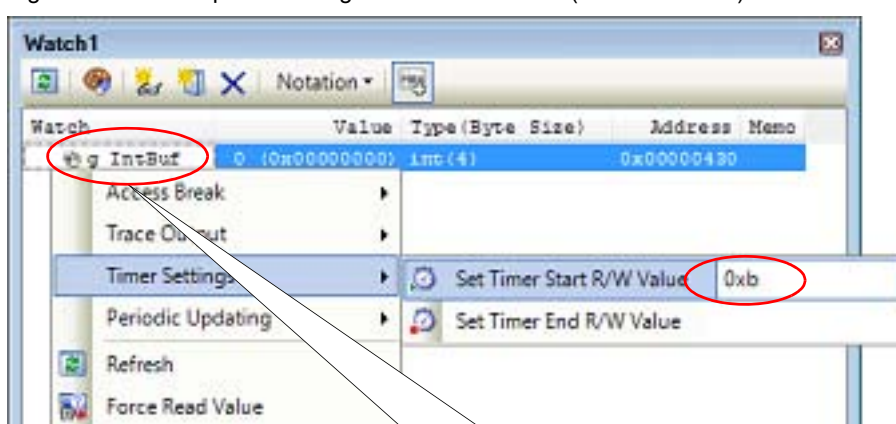 Watch1
Notation
Watch Value Type(Byte Size) Address Memo
g_IntBuf 0 (0x00000000) int(4) 0x00000430
Access Break
Trace Output
Timer Settings Set Timer Start R/W Value 0xb
Periodic Updating Set Timer End R/W Value
Refresh
Force Read Value